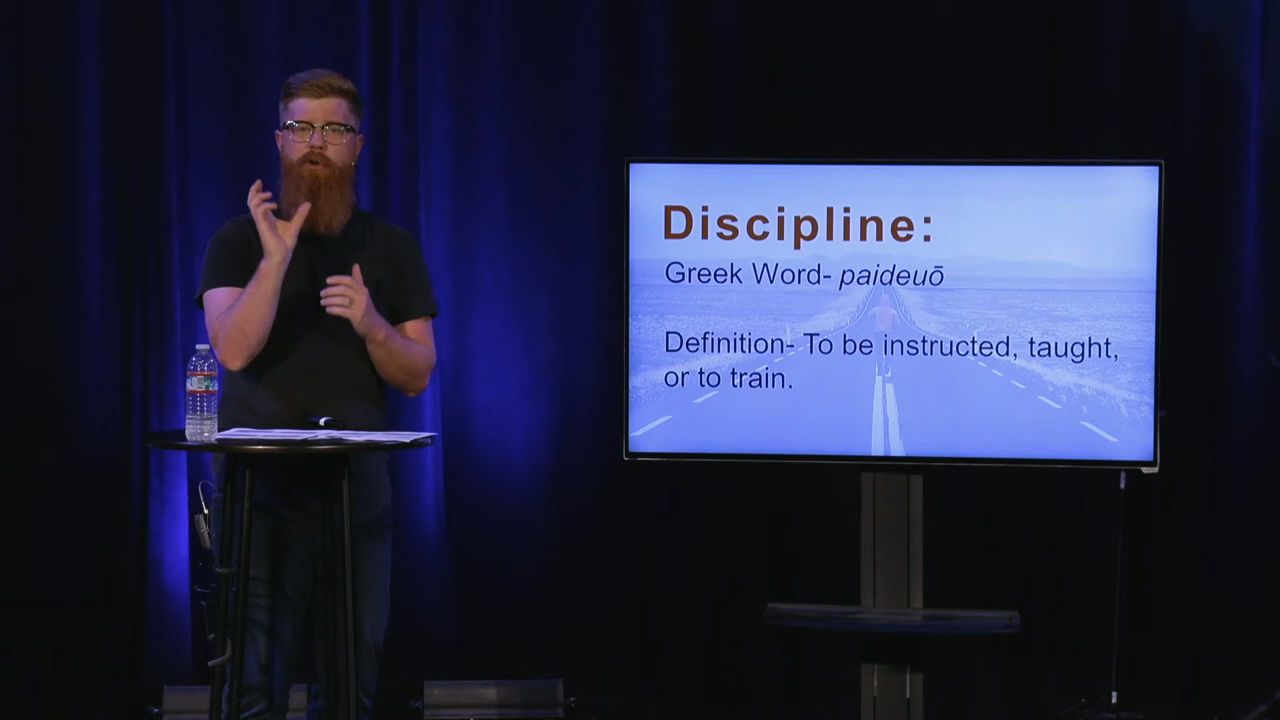 Discipline:
Greek Word- paideuō
Definition- To be instructed, taught,
or to train.